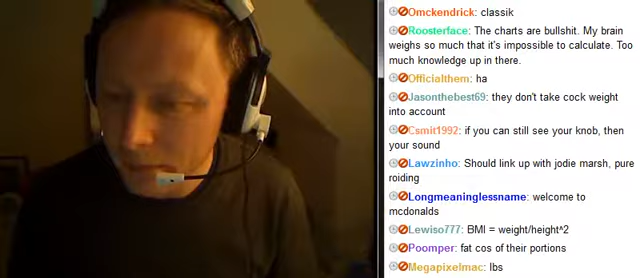 Omckendrick: classik
Roosterface: The charts are bullshit. My brain
weighs so much that it's impossible to calculate. Too
much knowledge up in there.
Officialthem: ha
Jasonthebest69: they don't take cock weight
into account
Csmit1992: if you can still see your knob, then
your sound
Lawzinho: Should link up with jodie marsh, pure
roiding
Longmeaninglessname: welcome to
mcdonalds
Lewiso777: BMI = weight/height^2
Poomper: fat cos of their portions
Megapixelmac: lbs